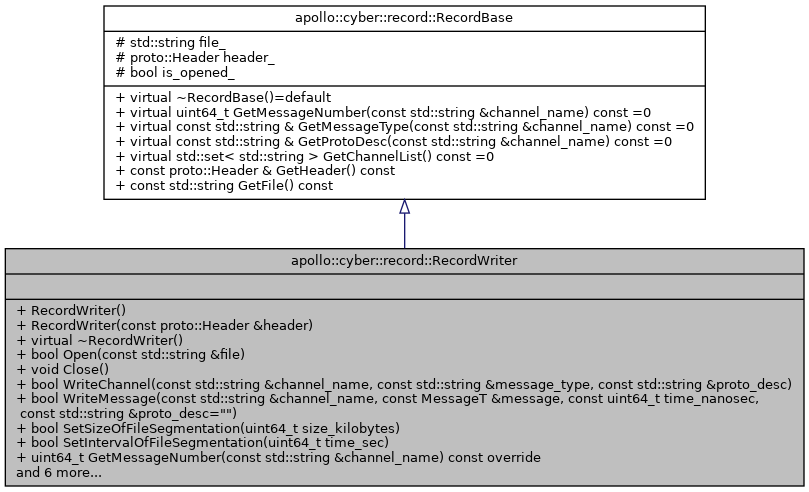 apollo::cyber::record::RecordBase
# std::string file_
# proto::Header header_
# bool is_opened_
+ virtual ~RecordBase()=default
+ virtual uint64_t GetMessageNumber(const std::string &channel_name) const =0
+ virtual const std::string & GetMessageType(const std::string &channel_name) const =0
+ virtual const std::string & GetProtoDesc(const std::string &channel_name) const =0
+ virtual std::set< std::string > GetChannelList() const =0
+ const proto::Header & GetHeader() const
+ const std::string GetFile() const
apollo::cyber::record::RecordWriter
+ RecordWriter()
+ RecordWriter(const proto::Header &header)
+ virtual ~RecordWriter()
+ bool Open(const std::string &file)
+ void Close()
+ bool WriteChannel(const std::string &channel_name, const std::string &message_type, const std::string &proto_desc)
+ bool WriteMessage(const std::string &channel_name, const MessageT &message, const uint64_t time_nanosec,
const std::string &proto_desc="")
+ bool SetSizeOfFileSegmentation(uint64_t size_kilobytes)
+ bool SetIntervalOfFileSegmentation(uint64_t time_sec)
+ uint64_t GetMessageNumber(const std::string &channel_name) const override
and 6 more...